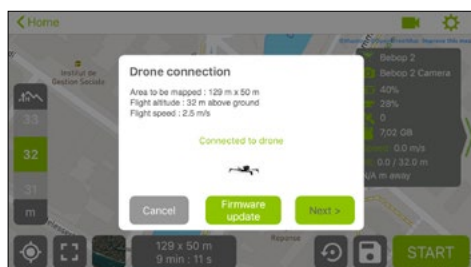 Home
Institut de
Gestion Sociale
33
32
31
m
Drone connection
Area to be mapped : 129 m x 50 m
Flight altitude : 32 m above ground
Flight speed : 2.5 m/s
Connected to drone
Cancel
Firmware
update
Next >
Bebop 2
Bebop 2 Camera
40%
28%
0
7,02 GB
0.0 m/s
0.0 / 32.0 m
N/A m away
129 x 50 m
9 min : 11 s
START